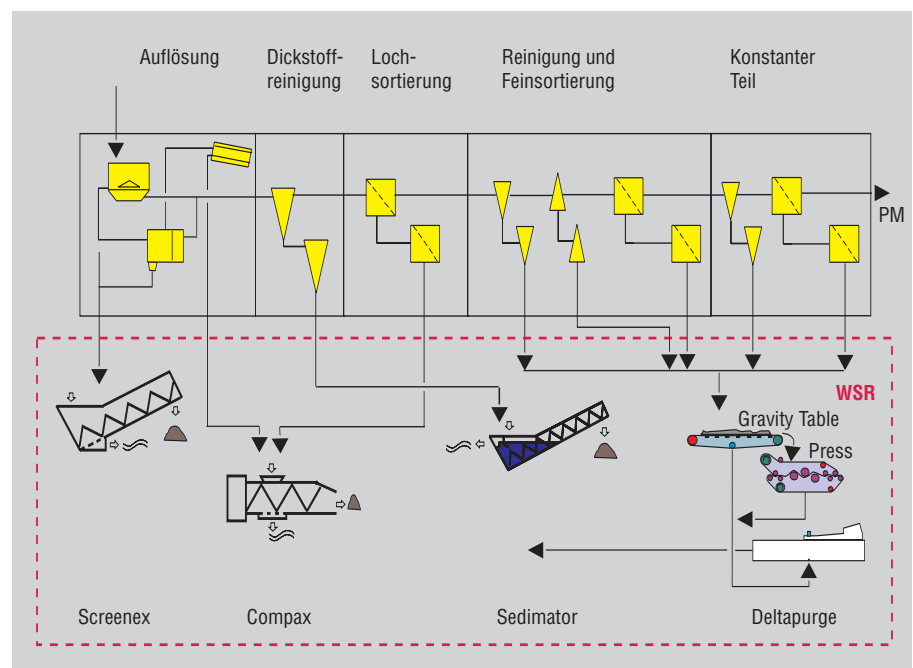 Auflösung
Dickstoff-
reinigung
Loch-
sortierung
Reinigung und
Feinsortierung
Konstanter
Teil
PM
WSR
Gravity Table
Press
Screenex
Compax
Sedimator
Deltapurge